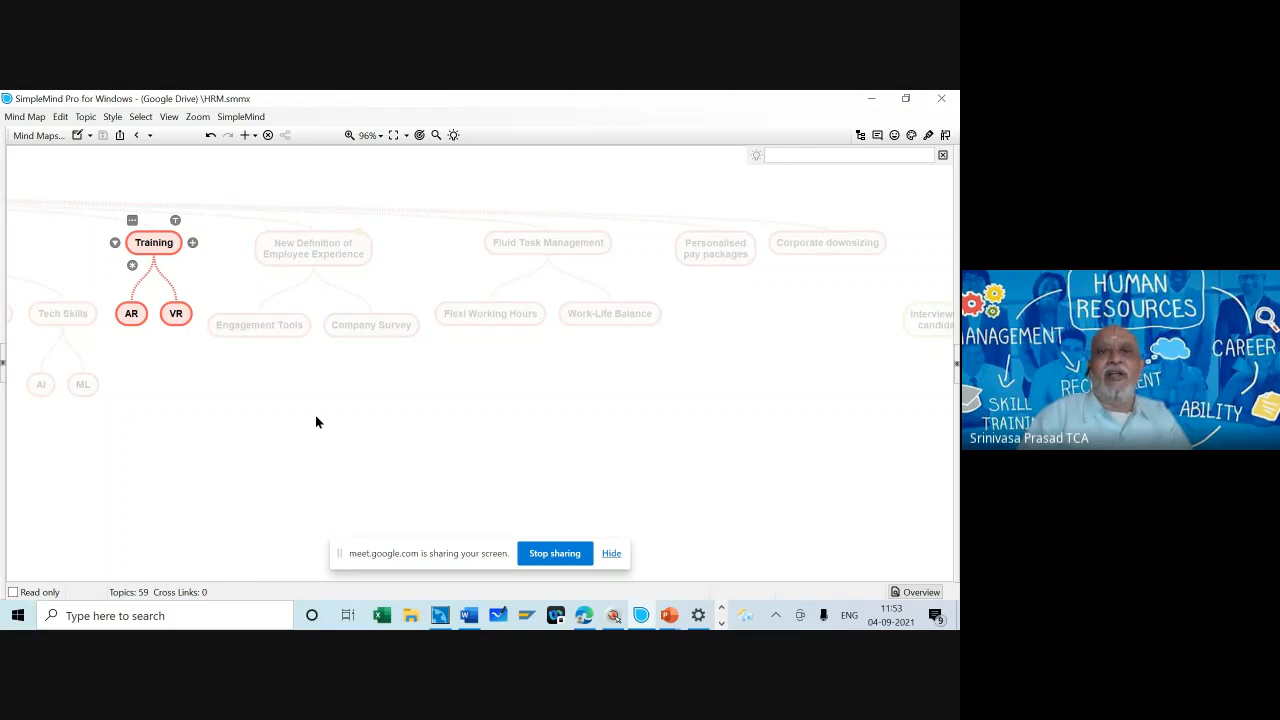 SimpleMind Pro for Windows - (Google Drive) \HRM.smmx
Mind Map Edit Topic Style Select View Zoom SimpleMind
Mind Maps... 96%
Training
New Definition of
Employee Experience
Fluid Task Management
Personalised
pay packages
Corporate downsizing
Tech Skills
AR
VR
Engagement Tools
Company Survey
Flexi Working Hours
Work-Life Balance
Interview
candida
AI
ML
meet.google.com is sharing your screen.
Stop sharing
Hide
Read only
Topics: 59 Cross Links: 0
Overview
Type here to search
ENG
11:53
04-09-2021
9
HUMAN
RESOURCES
ANAGEMENT
CAREER
SKILL
TRAINI
ABILITY
Srinivasa Prasad TCA